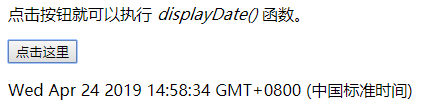 点击按钮就可以执行 displayDate() 函数。
点击这里
Wed Apr 24 2019 14:58:34 GMT+0800 (中国标准时间)